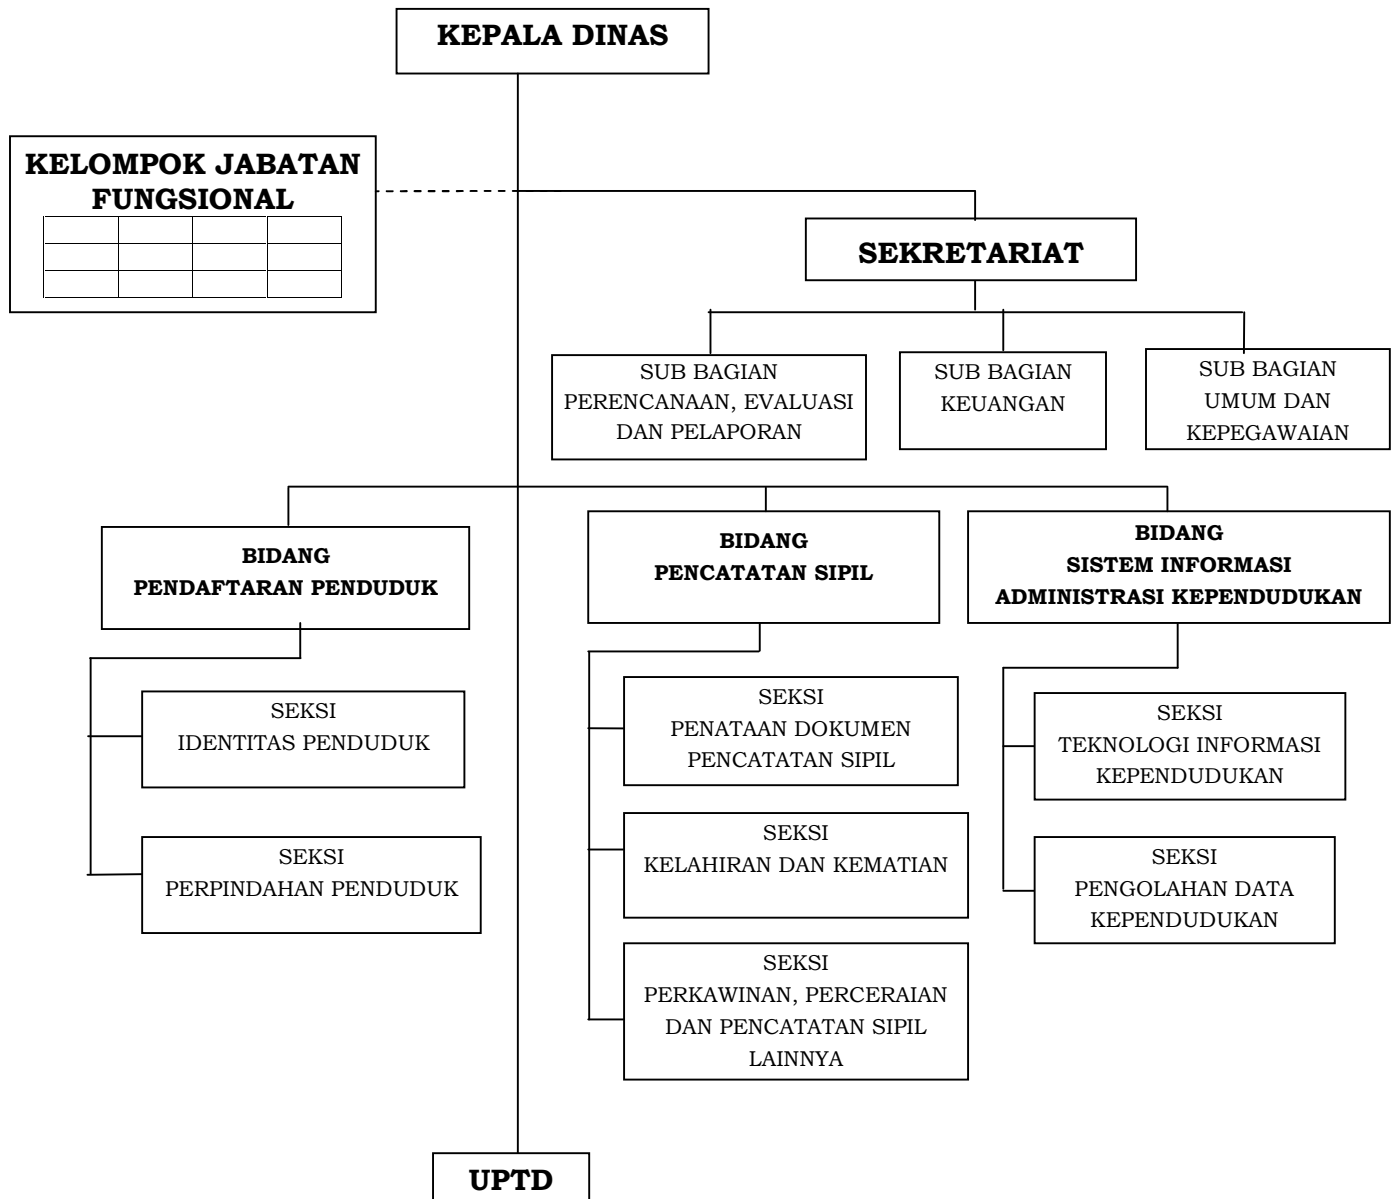 KEPALA DINAS
KELOMPOK JABATAN
FUNGSIONAL
SEKRETARIAT
SUB BAGIAN
PERENCANAAN, EVALUASI
DAN PELAPORAN
SUB BAGIAN
KEUANGAN
SUB BAGIAN
UMUM DAN
KEPEGAWAIAN
BIDANG
PENDAFTARAN PENDUDUK
BIDANG
PENCATATAN SIPIL
BIDANG
SISTEM INFORMASI
ADMINISTRASI KEPENDUDUKAN
SEKSI
IDENTITAS PENDUDUK
SEKSI
PERPINDAHAN PENDUDUK
SEKSI
PENATAAN DOKUMEN
PENCATATAN SIPIL
SEKSI
KELAHIRAN DAN KEMATIAN
SEKSI
PERKAWINAN, PERCERAIAN
DAN PENCATATAN SIPIL
LAINNYA
SEKSI
TEKNOLOGI INFORMASI
KEPENDUDUKAN
SEKSI
PENGOLAHAN DATA
KEPENDUDUKAN
UPTD